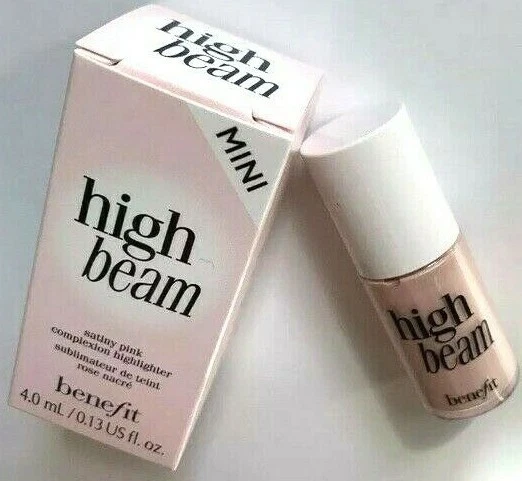 high
beam
MINI
high
beam
satiny pink
complexion highlighter
sublimateur de teint
rose nacré
benefit
4.0 mL / 0.13 US fl. oz.
high
beam
benefit